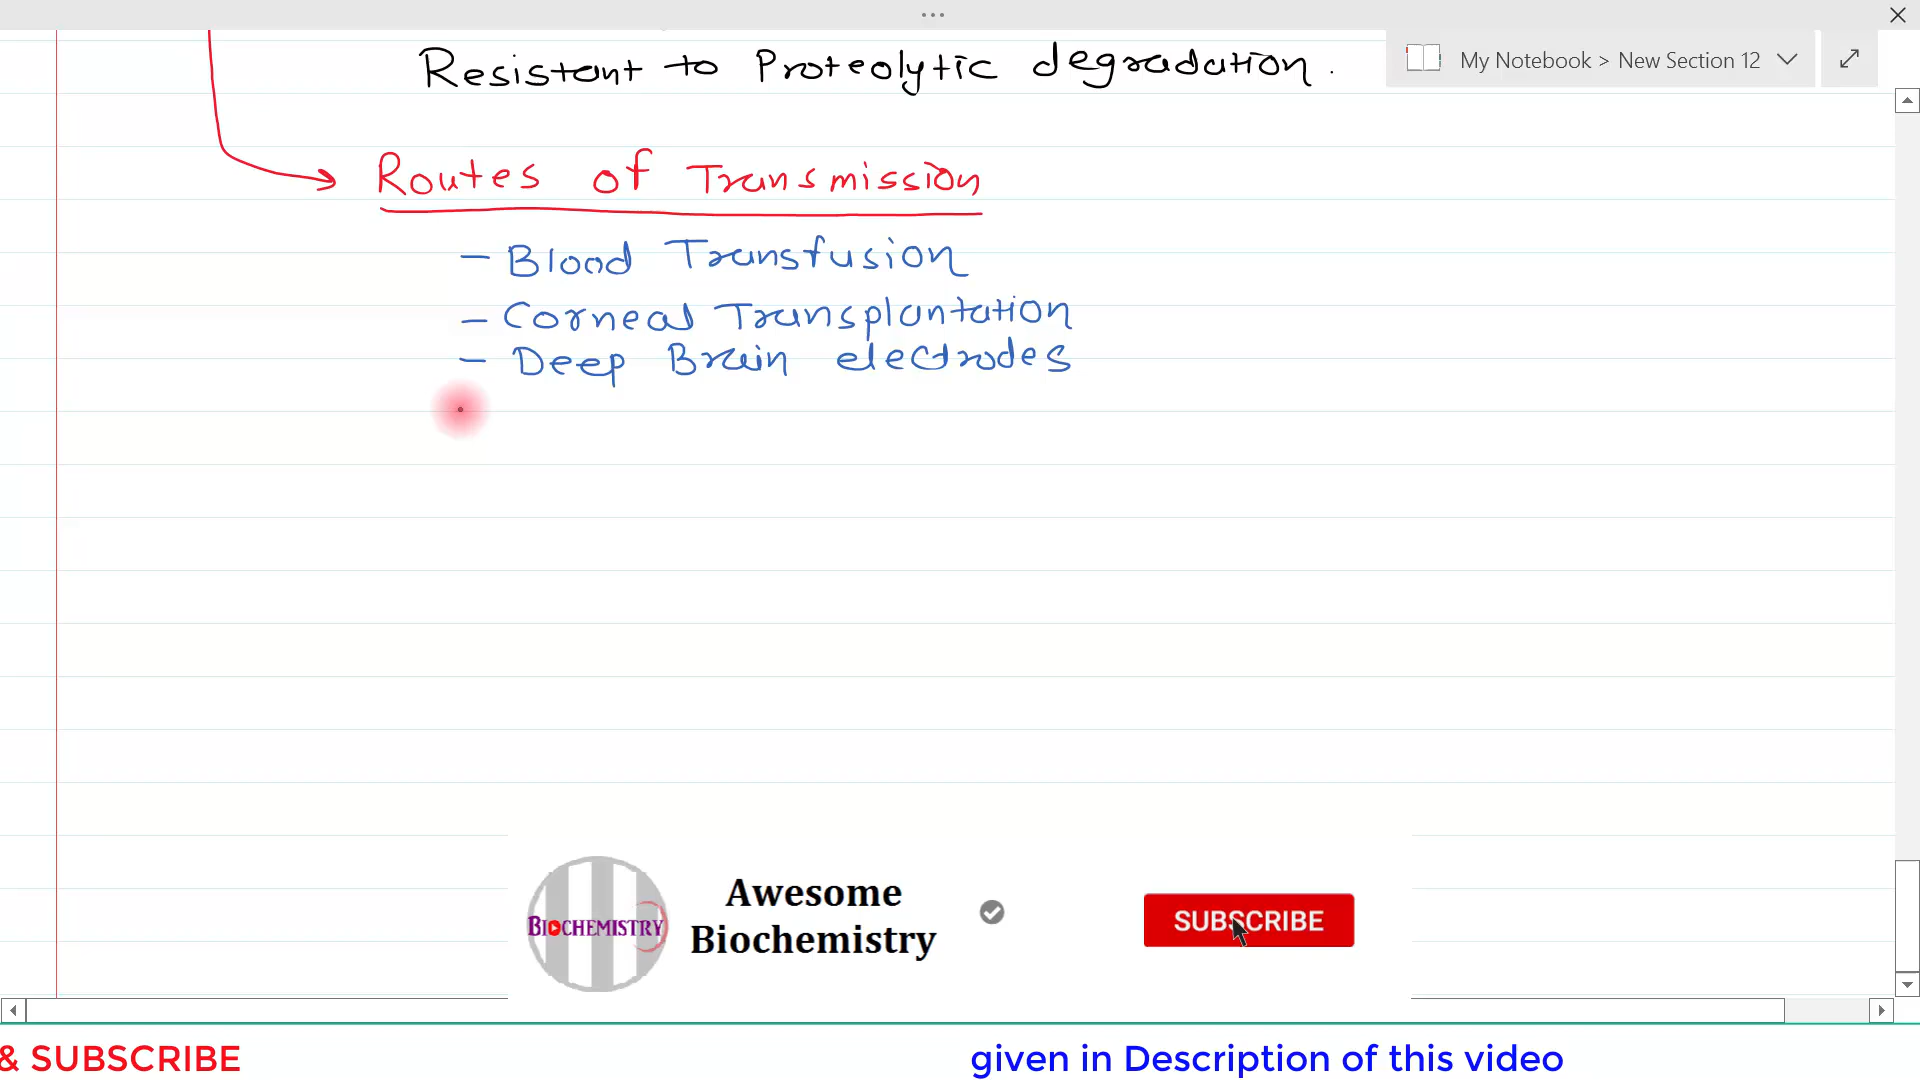 Resistant to Proteolytic degradation.
My Notebook > New Section 12
Routes of Transmission
- Blood Transfusion
- Corneal Transplantation
- Deep Brain electrodes
BIOCHEMISTRY
Awesome
Biochemistry
SUBSCRIBE
& SUBSCRIBE
given in Description of this video